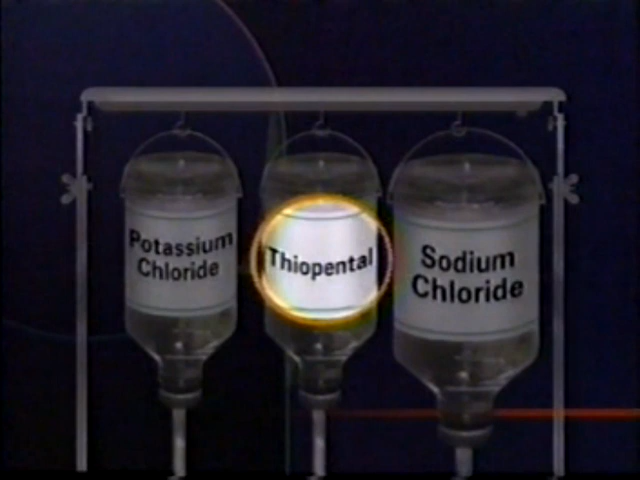 Potassium
Chloride
Thiopental
Sodium
Chloride